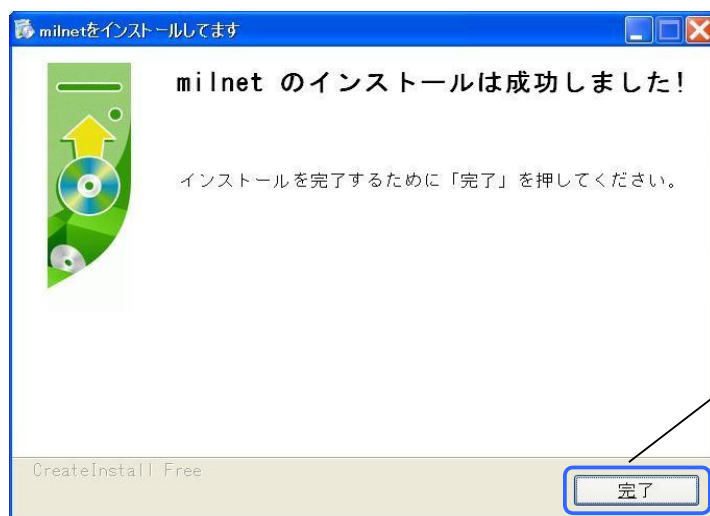 milnetをインストールしてます
milnet のインストールは成功しました!
インストールを完了するために「完了」を押してください。
CreateInstall Free
完了